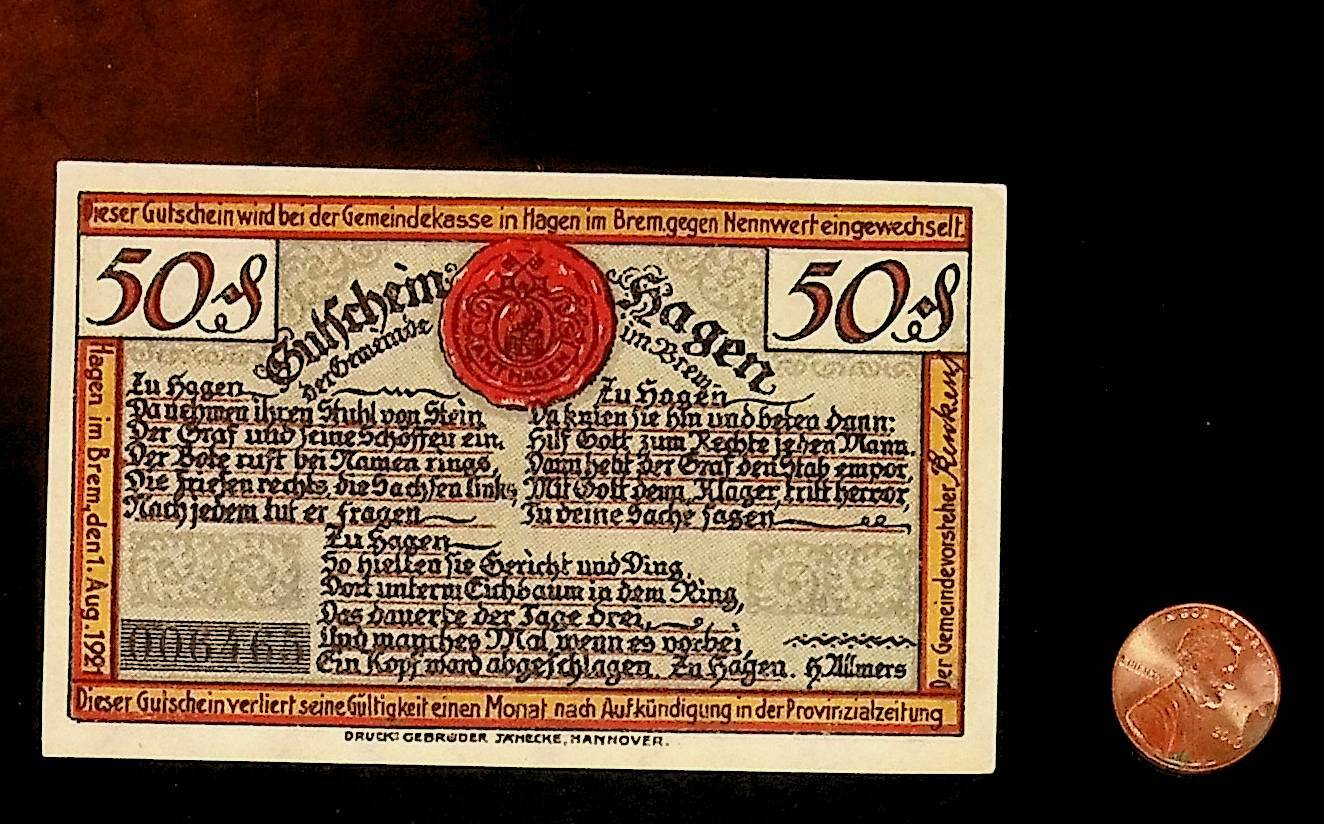 Dieser Gutschein wird bei der Gemeindekasse in Hagen im Brem. gegen Nennwert eingewechselt.
50 ₰
Gutschein
der Gemeinde
Hagen
im Brem.
50 ₰
AMT HAGEN
Zu Hagen
Da nehmen ihren Stuhl von Stein
Der Graf und seine Schöffen ein.
Der Bote ruft bei Namen rings,
Die Friesen rechts, die Sachsen links,
Nach jedem tut er fragen
Zu Hagen
Da knien sie hin und beten dann:
Hilf Gott zum Rechte jeden Mann.
Dann hebt der Graf den Stab empor,
Mit Gott denn, Kläger, tritt hervor,
Zu deine Sache sagen
Zu Hagen
So hielten sie Gericht und Ding
Dort unterm Eichbaum in dem Ring,
Das dauerte der Tage drei,
Und manches Mal wenn es vorbei,
Ein Kopf ward abgeschlagen. Zu Hagen. H. Allmers
006465
Hagen im Brem., den 1. Aug. 1921
Der Gemeindevorsteher
Dieser Gutschein verliert seine Gültigkeit einen Monat nach Aufkündigung in der Provinzialzeitung
DRUCK: GEBRÜDER JÄNECKE, HANNOVER.
IN GOD WE TRUST
LIBERTY